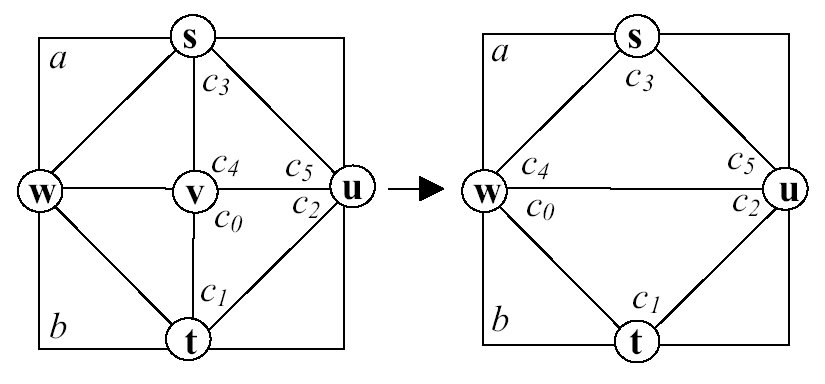 s s
a a
c3 c3
c4 c5 c4 c5
w v u w u
c0 c2 c0 c2
c1 c1
b b
t t